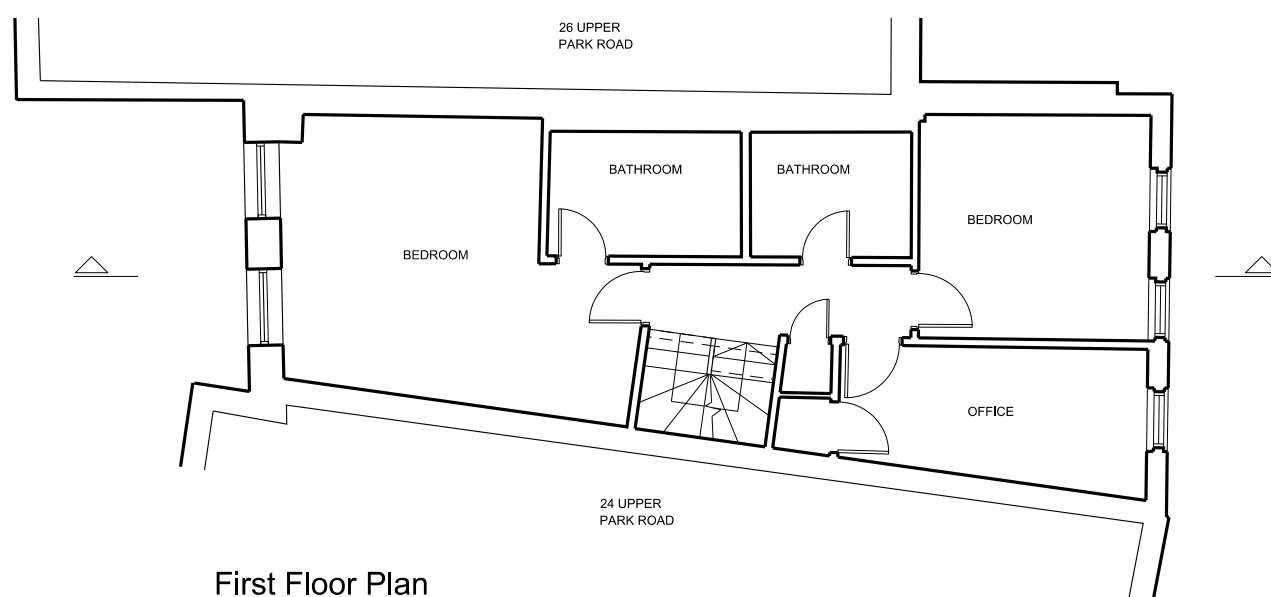 26 UPPER
PARK ROAD
BATHROOM
BATHROOM
BEDROOM
BEDROOM
OFFICE
24 UPPER
PARK ROAD
First Floor Plan